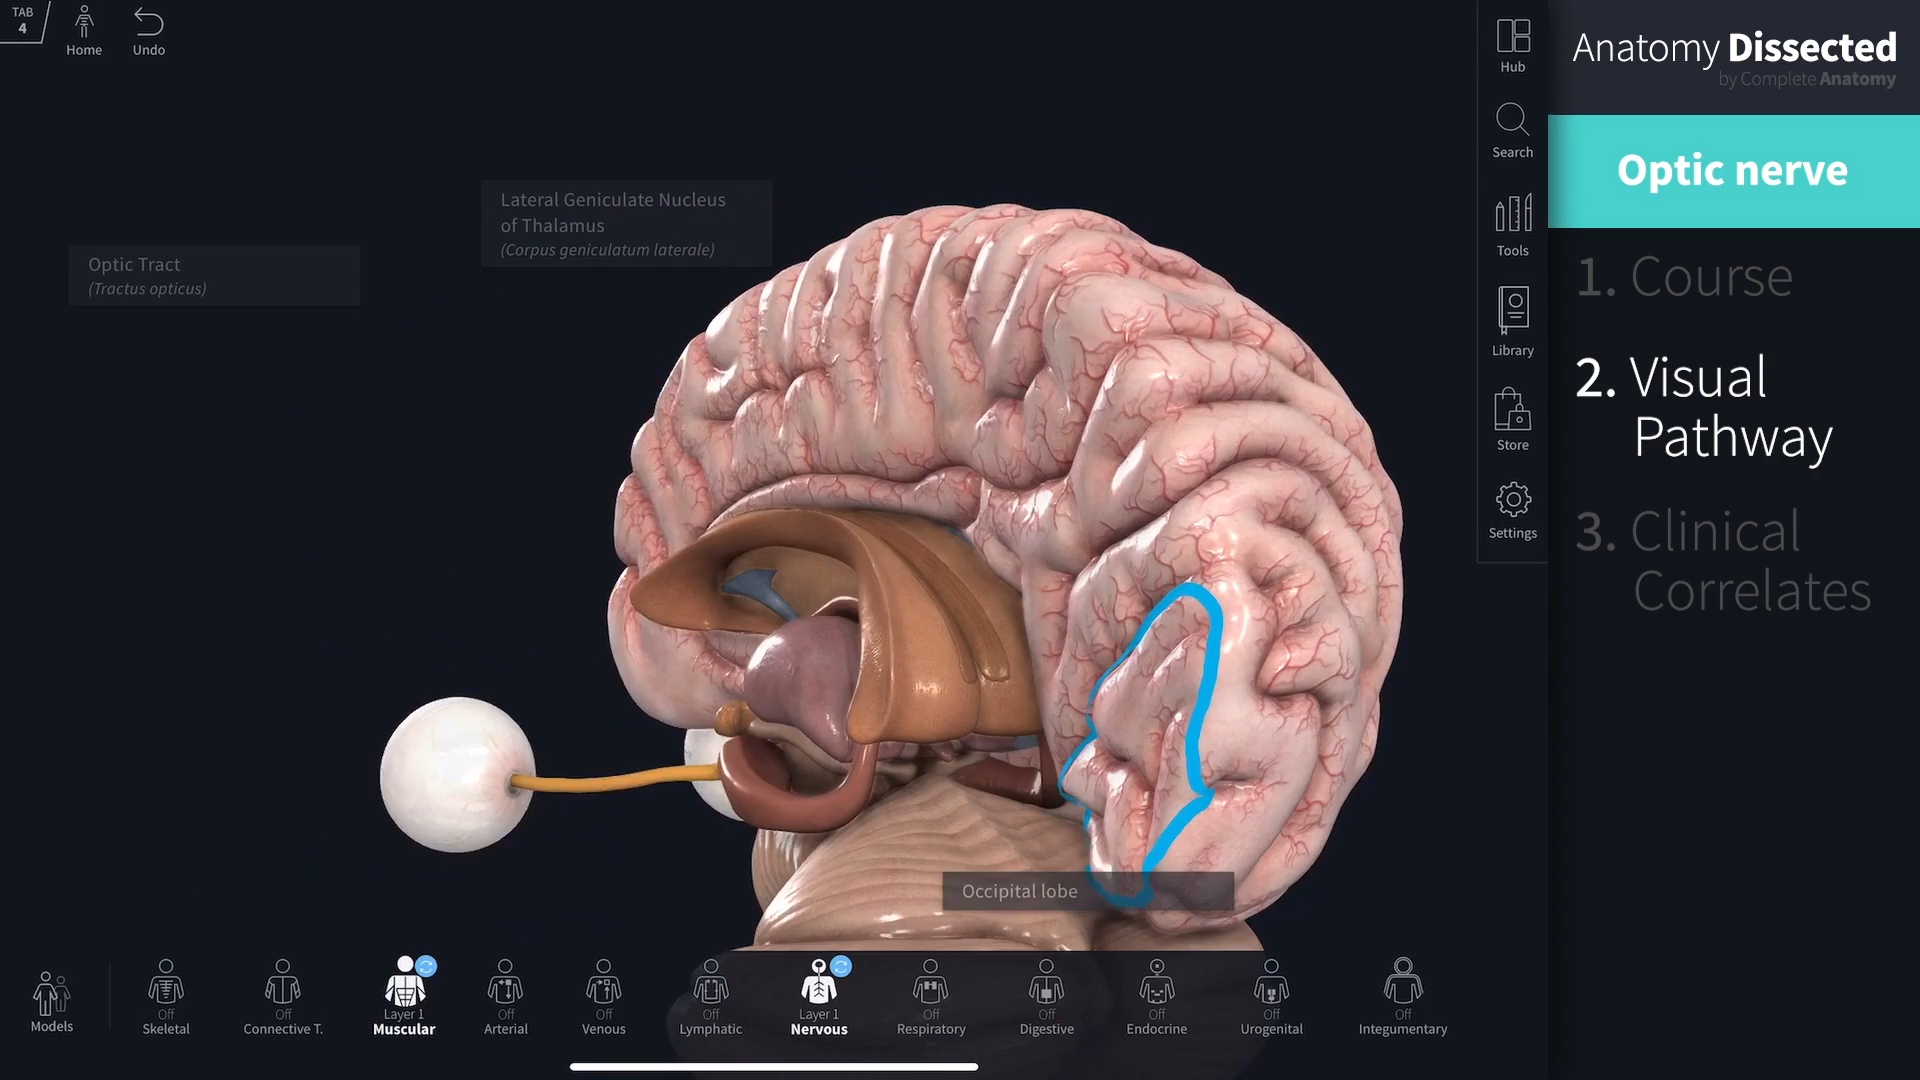 TAB
4
Home
Undo
Lateral Geniculate Nucleus
of Thalamus
(Corpus geniculatum laterale)
Optic Tract
(Tractus opticus)
Occipital lobe
Hub
Search
Tools
Library
Store
Settings
Anatomy Dissected
by Complete Anatomy
Optic nerve
1. Course
2. Visual
Pathway
3. Clinical
Correlates
Models
Off
Skeletal
Off
Connective T.
Layer 1
Muscular
Off
Arterial
Off
Venous
Off
Lymphatic
Layer 1
Nervous
Off
Respiratory
Off
Digestive
Off
Endocrine
Off
Urogenital
Off
Integumentary